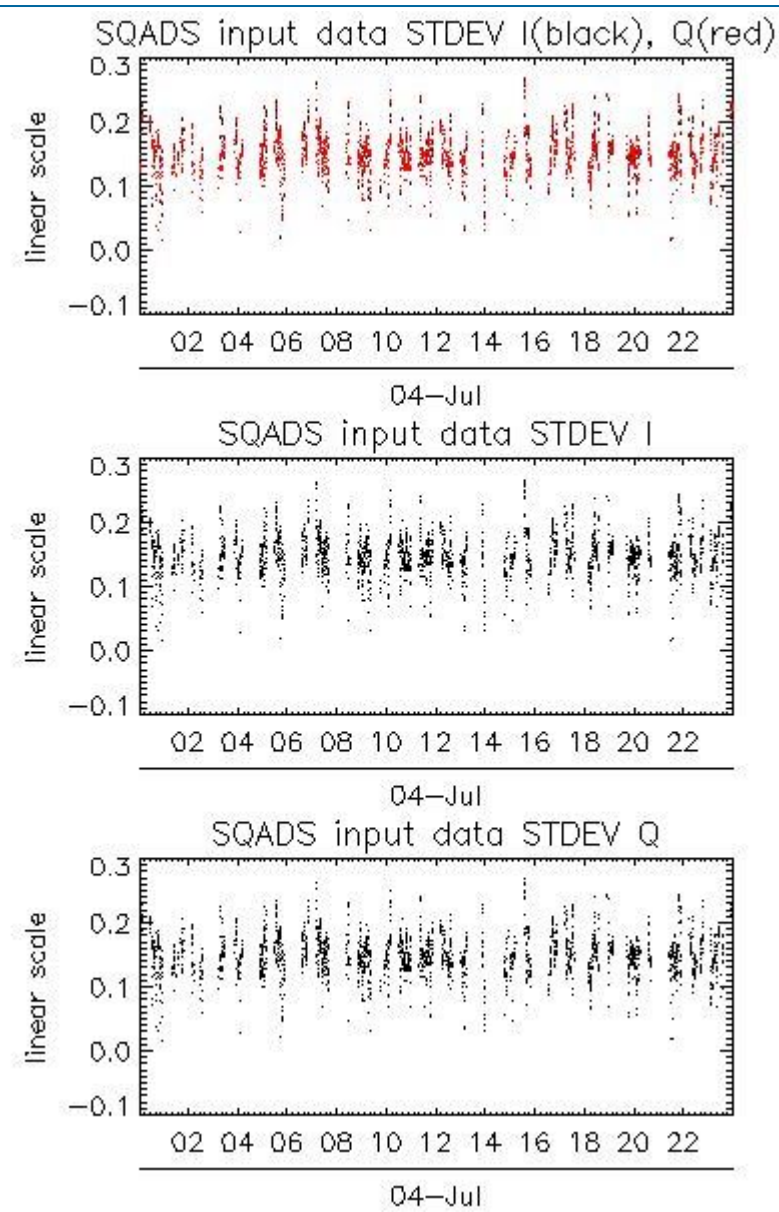 SQADS input data STDEV I(black), Q(red)
0.3
0.2
0.1
0.0
−0.1
linear scale
02 04 06 08 10 12 14 16 18 20 22
04−Jul
SQADS input data STDEV I
0.3
0.2
0.1
0.0
−0.1
linear scale
02 04 06 08 10 12 14 16 18 20 22
04−Jul
SQADS input data STDEV Q
0.3
0.2
0.1
0.0
−0.1
linear scale
02 04 06 08 10 12 14 16 18 20 22
04−Jul